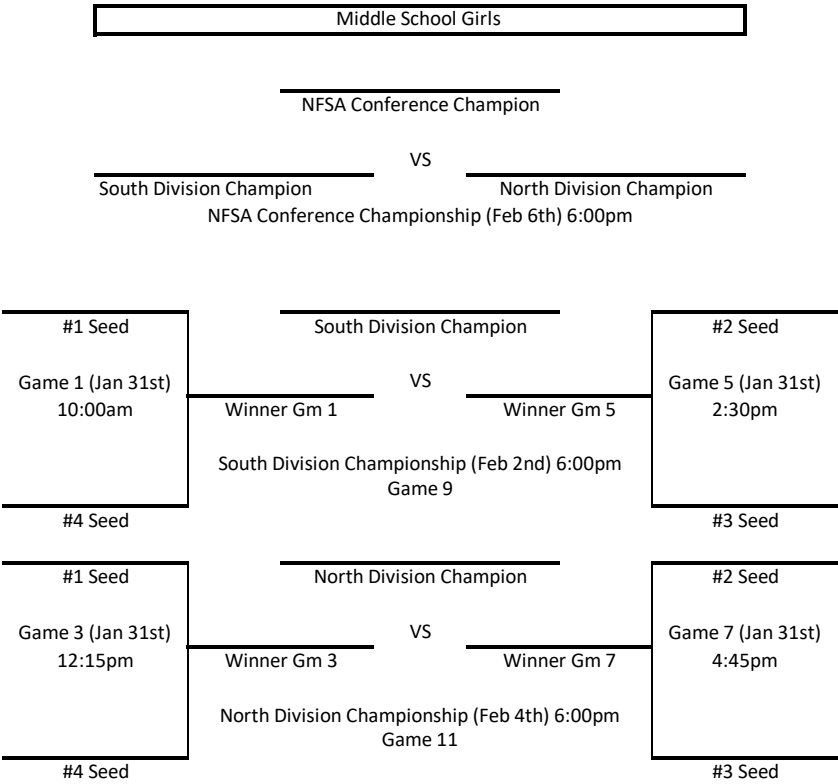 Middle School Girls
NFSA Conference Champion
VS
South Division Champion North Division Champion
NFSA Conference Championship (Feb 6th) 6:00pm
#1 Seed South Division Champion #2 Seed
Game 1 (Jan 31st) VS Game 5 (Jan 31st)
10:00am Winner Gm 1 Winner Gm 5 2:30pm
South Division Championship (Feb 2nd) 6:00pm
Game 9
#4 Seed #3 Seed
#1 Seed North Division Champion #2 Seed
Game 3 (Jan 31st) VS Game 7 (Jan 31st)
12:15pm Winner Gm 3 Winner Gm 7 4:45pm
North Division Championship (Feb 4th) 6:00pm
Game 11
#4 Seed #3 Seed